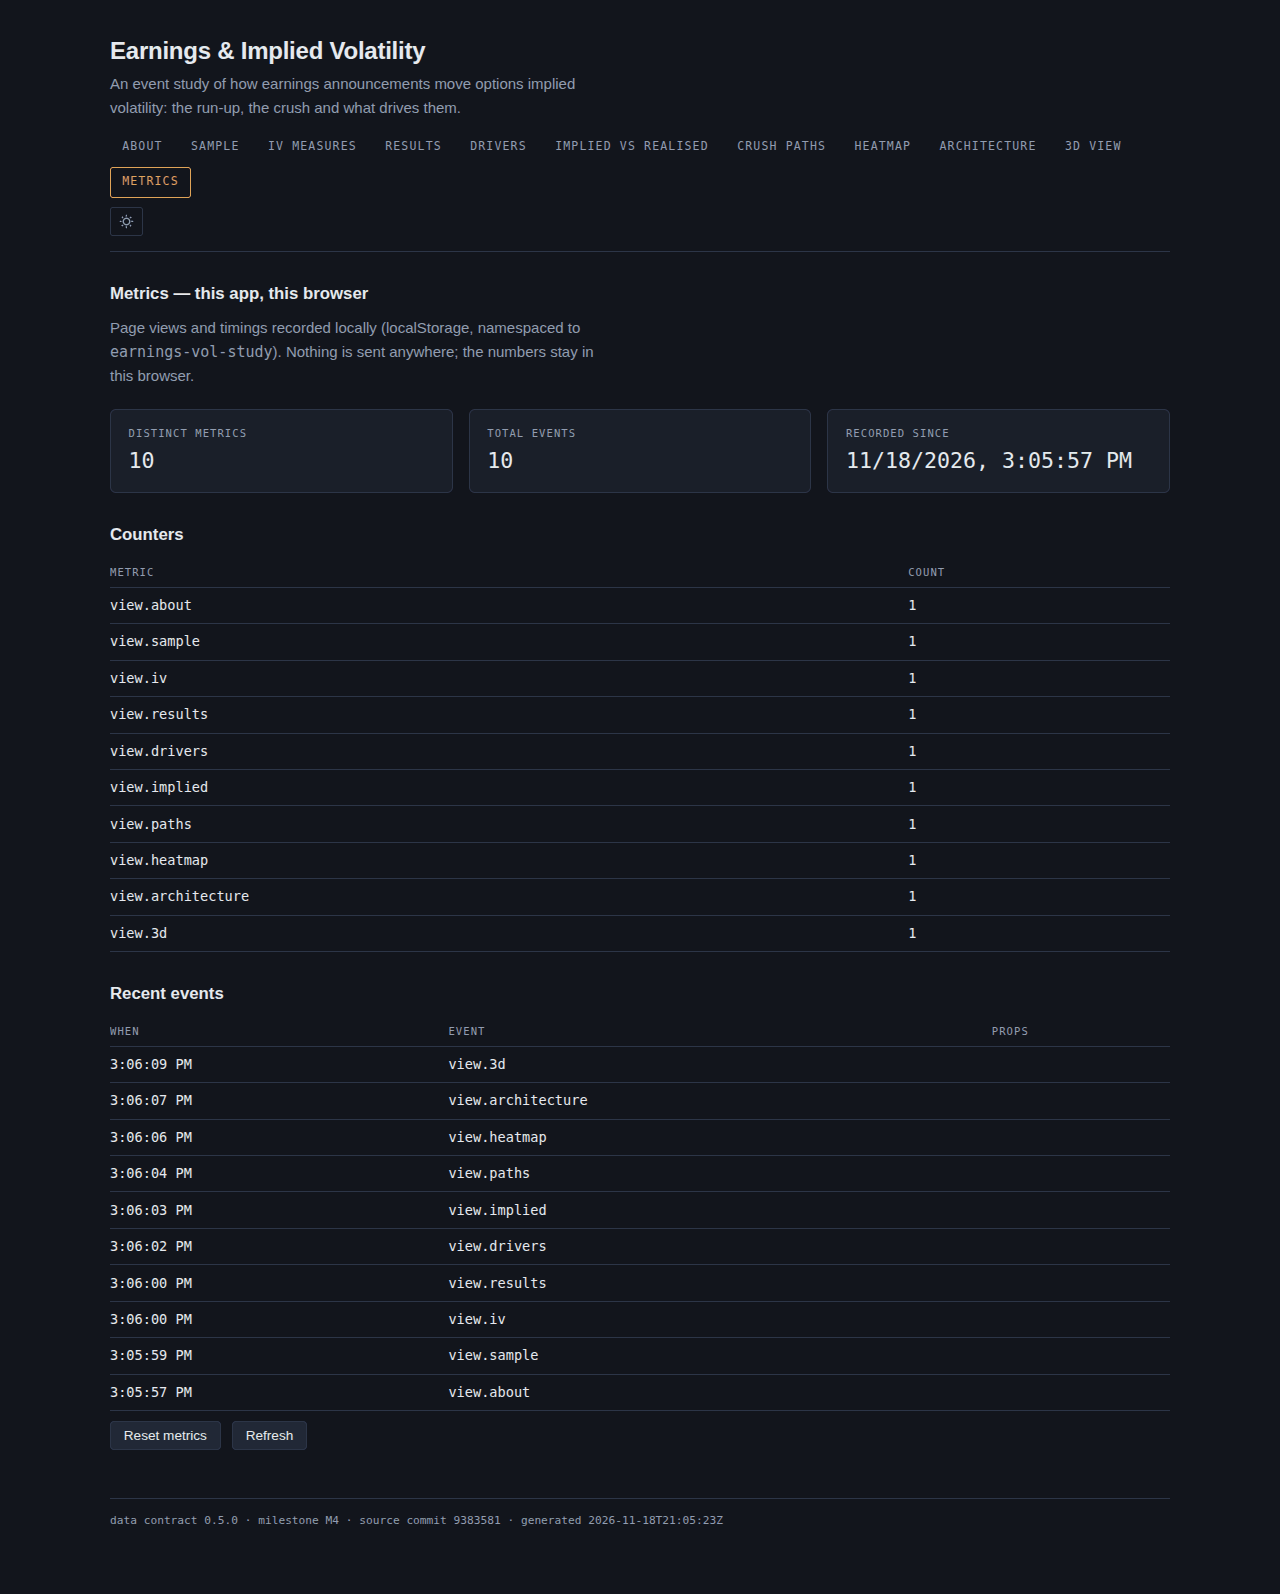 Earnings & Implied Volatility
An event study of how earnings announcements move options implied
volatility: the run-up, the crush and what drives them.
ABOUT SAMPLE IV MEASURES RESULTS DRIVERS IMPLIED VS REALISED CRUSH PATHS HEATMAP ARCHITECTURE 3D VIEW
METRICS
Metrics — this app, this browser
Page views and timings recorded locally (localStorage, namespaced to
earnings-vol-study). Nothing is sent anywhere; the numbers stay in
this browser.
DISTINCT METRICS TOTAL EVENTS RECORDED SINCE
10 10 11/18/2026, 3:05:57 PM
Counters
METRIC COUNT
view.about 1
view.sample 1
view.iv 1
view.results 1
view.drivers 1
view.implied 1
view.paths 1
view.heatmap 1
view.architecture 1
view.3d 1
Recent events
WHEN EVENT PROPS
3:06:09 PM view.3d
3:06:07 PM view.architecture
3:06:06 PM view.heatmap
3:06:04 PM view.paths
3:06:03 PM view.implied
3:06:02 PM view.drivers
3:06:00 PM view.results
3:06:00 PM view.iv
3:05:59 PM view.sample
3:05:57 PM view.about
Reset metrics Refresh
data contract 0.5.0 · milestone M4 · source commit 9383581 · generated 2026-11-18T21:05:23Z